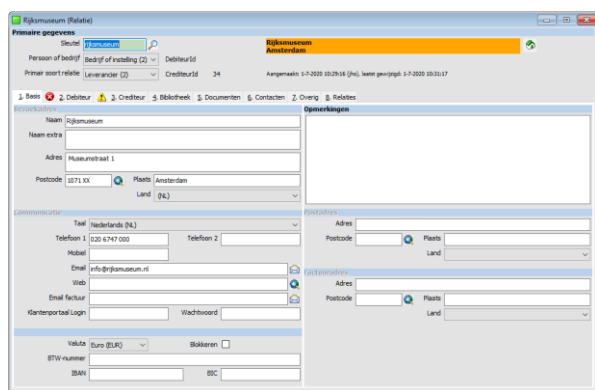 Rijksmuseum (Relatie)
Primaire gegevens
Sleutel rijksmuseum
Rijksmuseum
Amsterdam
Persoon of bedrijf Bedrijf of instelling (2) DebiteurId
Primair soort relatie Leverander (2) CrediteurId 34 Aangemaakt: 1-7-2020 10:29:16 (jho), laatst gewijzigd: 1-7-2020 10:31:17
1. Basis 2. Debiteur 3. Crediteur 4. Bibliotheek 5. Documenten 6. Contacten 7. Overig 8. Relaties
Bezoekadres Opmerkingen
Naam Rijksmuseum
Naam extra
Adres Museumstraat 1
Postcode 1071 XX Plaats Amsterdam
Land (NL)
Communicatie Postadres
Taal Nederlands (NL) Adres
Telefoon 1 020 6747 000 Telefoon 2 Postcode Plaats
Mobiel Land
Email info@rijksmuseum.nl Factuuradres
Web Adres
Email factuur Postcode Plaats
Klantenportaal Login Wachtwoord Land
Valuta Euro (EUR) Blokkeren
BTW-nummer
IBAN BIC